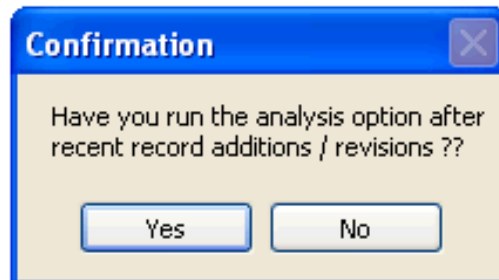 Confirmation
Have you run the analysis option after
recent record additions / revisions ??
Yes
No